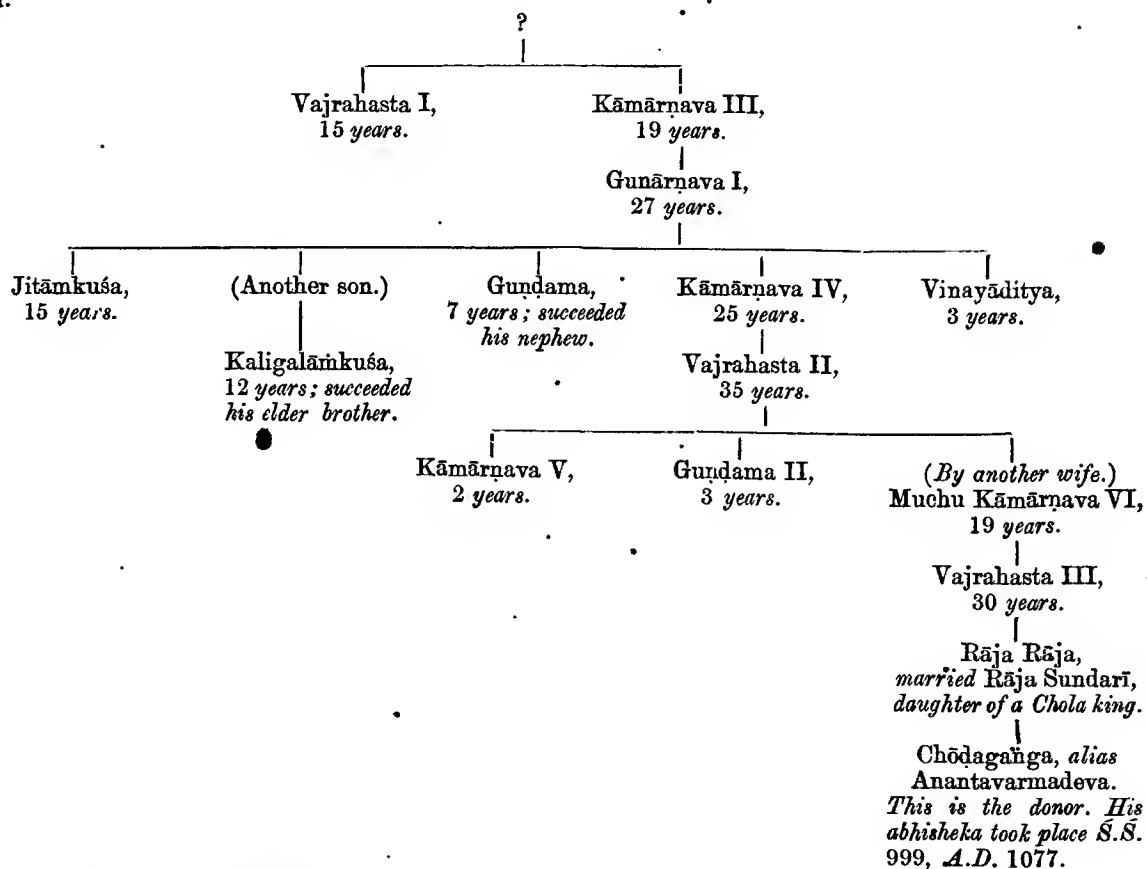 ?
Vajrahasta I,
15 years.
Kāmārṇava III,
19 years.
Gunārṇava I,
27 years.
Jitāmkuśa,
15 years.
(Another son.)
Kaligalāṁkuśa,
12 years; succeeded
his elder brother.
Guṇḍama,
7 years; succeeded
his nephew.
Kāmārṇava IV,
25 years.
Vinayāditya,
3 years.
Vajrahasta II,
35 years.
Kāmārṇava V,
2 years.
Guṇḍama II,
3 years.
(By another wife.)
Muchu Kāmārṇava VI,
19 years.
Vajrahasta III,
30 years.
Rāja Rāja,
married Rāja Sundarī,
daughter of a Chola king.
Chōḍagaṅga, alias
Anantavarmadeva.
This is the donor. His
abhisheka took place Ś.Ś.
999, A.D. 1077.